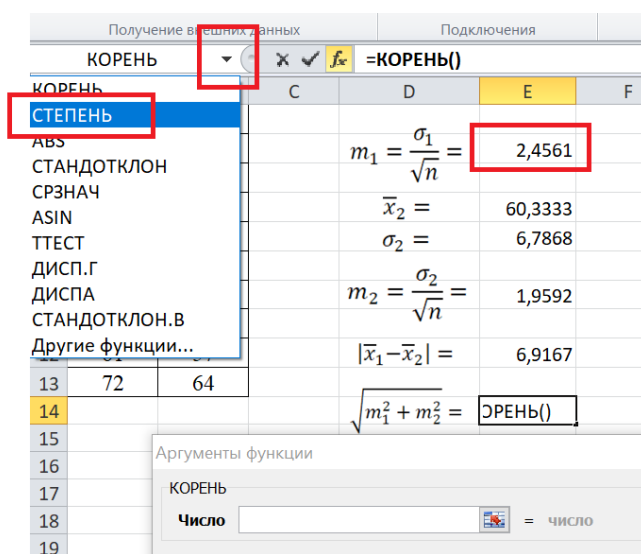 Получение внешних данных Подключения
КОРЕНЬ fx =КОРЕНЬ()
КОРЕНЬ C D E F
СТЕПЕНЬ
ABS m₁ = σ₁/√n = 2,4561
СТАНДОТКЛОН
СРЗНАЧ x̅₂ = 60,3333
ASIN
ТТЕСТ σ₂ = 6,7868
ДИСП.Г
ДИСПА m₂ = σ₂/√n = 1,9592
СТАНДОТКЛОН.В
Другие функции... |x̅₁−x̅₂| = 6,9167
13 72 64
14 √(m₁²+m₂²) = ОРЕНЬ()
15
16 Аргументы функции
17 КОРЕНЬ
18 Число = число
19